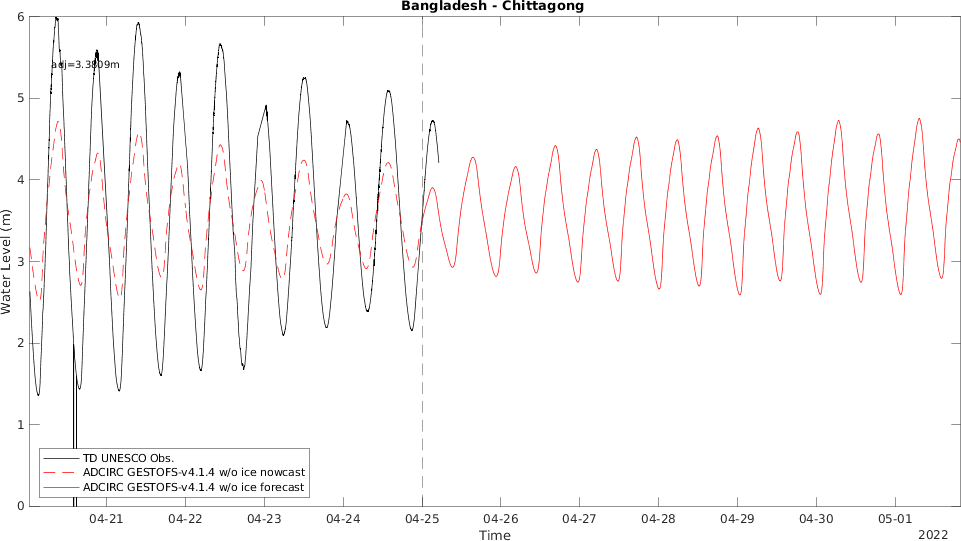 Bangladesh - Chittagong
adj=3.3809m
Water Level (m)
6
5
4
3
2
1
0
TD UNESCO Obs.
ADCIRC GESTOFS-v4.1.4 w/o ice nowcast
ADCIRC GESTOFS-v4.1.4 w/o ice forecast
04-21 04-22 04-23 04-24 04-25 04-26 04-27 04-28 04-29 04-30 05-01
Time
2022